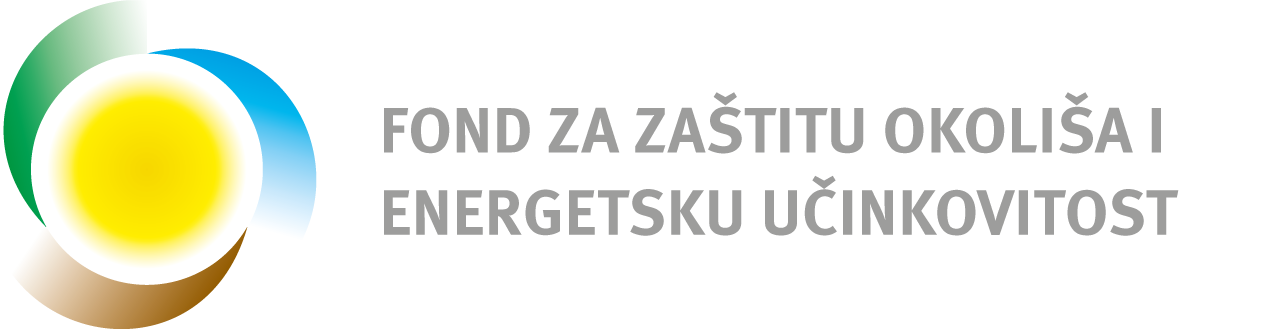 FOND ZA ZAŠTITU OKOLIŠA I
ENERGETSKU UČINKOVITOST